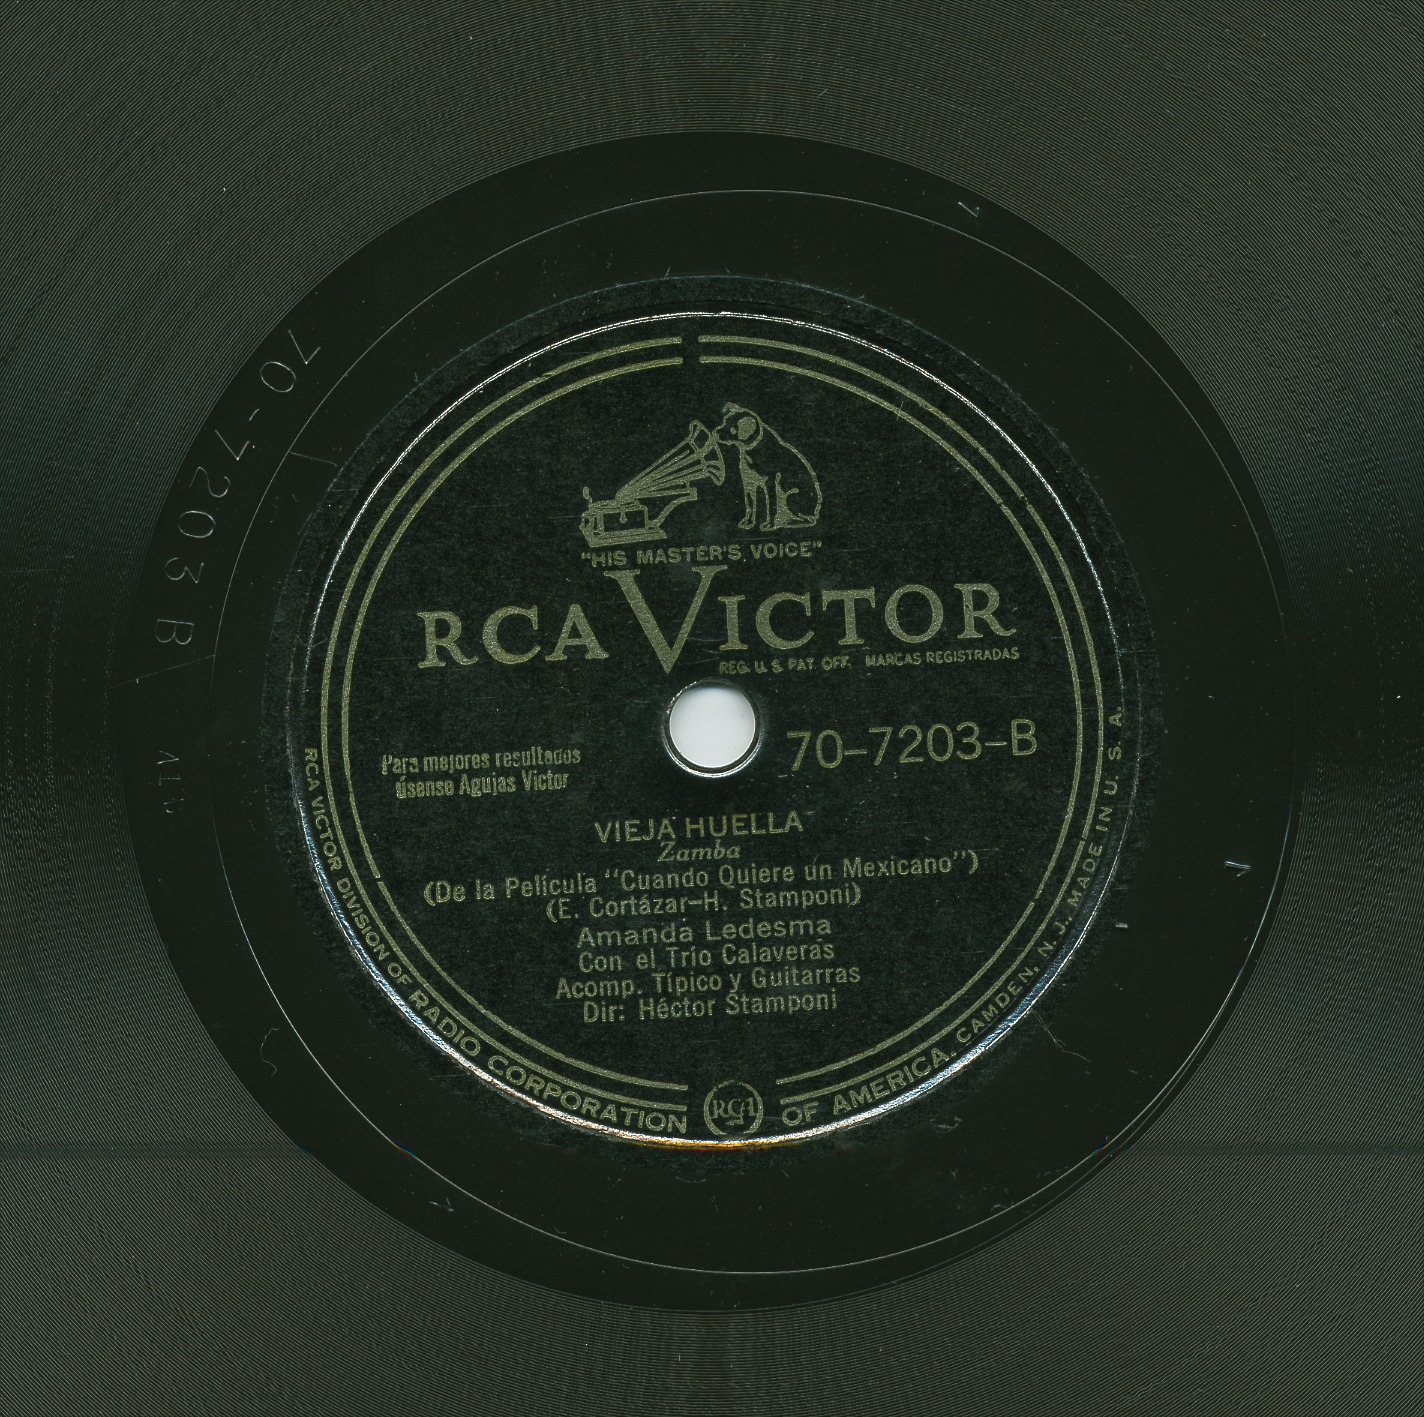 "HIS MASTER'S VOICE"
RCA VICTOR
REG. U. S. PAT. OFF. MARCAS REGISTRADAS
70-7203-B
Para mejores resultados
úsense Agujas Victor
VIEJA HUELLA
Zamba
(De la Película "Cuando Quiere un Mexicano")
(E. Cortázar-H. Stamponi)
Amanda Ledesma
Con el Trío Calaveras
Acomp. Típico y Guitarras
Dir: Héctor Stamponi
RCA VICTOR DIVISION OF RADIO CORPORATION OF AMERICA, CAMDEN, N. J., MADE IN U. S. A.
RCA
70-7203 B